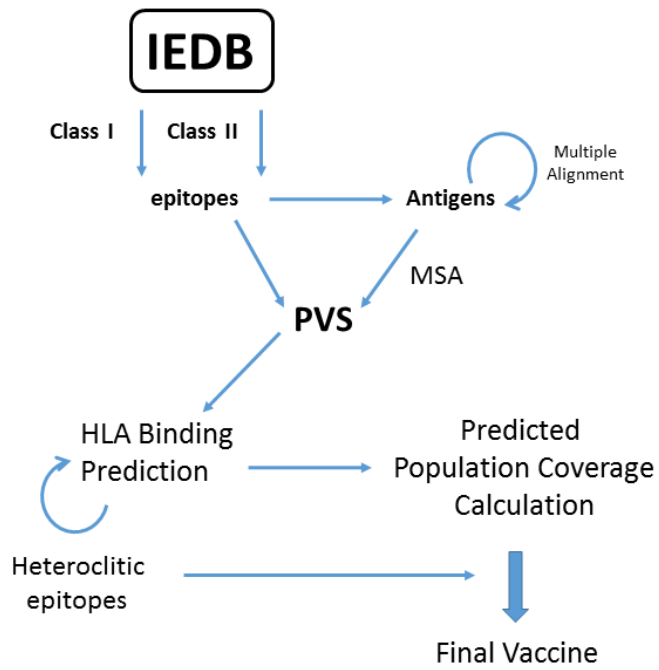 IEDB
Class I
Class II
epitopes
Antigens
Multiple
Alignment
MSA
PVS
HLA Binding
Prediction
Predicted
Population Coverage
Calculation
Heteroclitic
epitopes
Final Vaccine